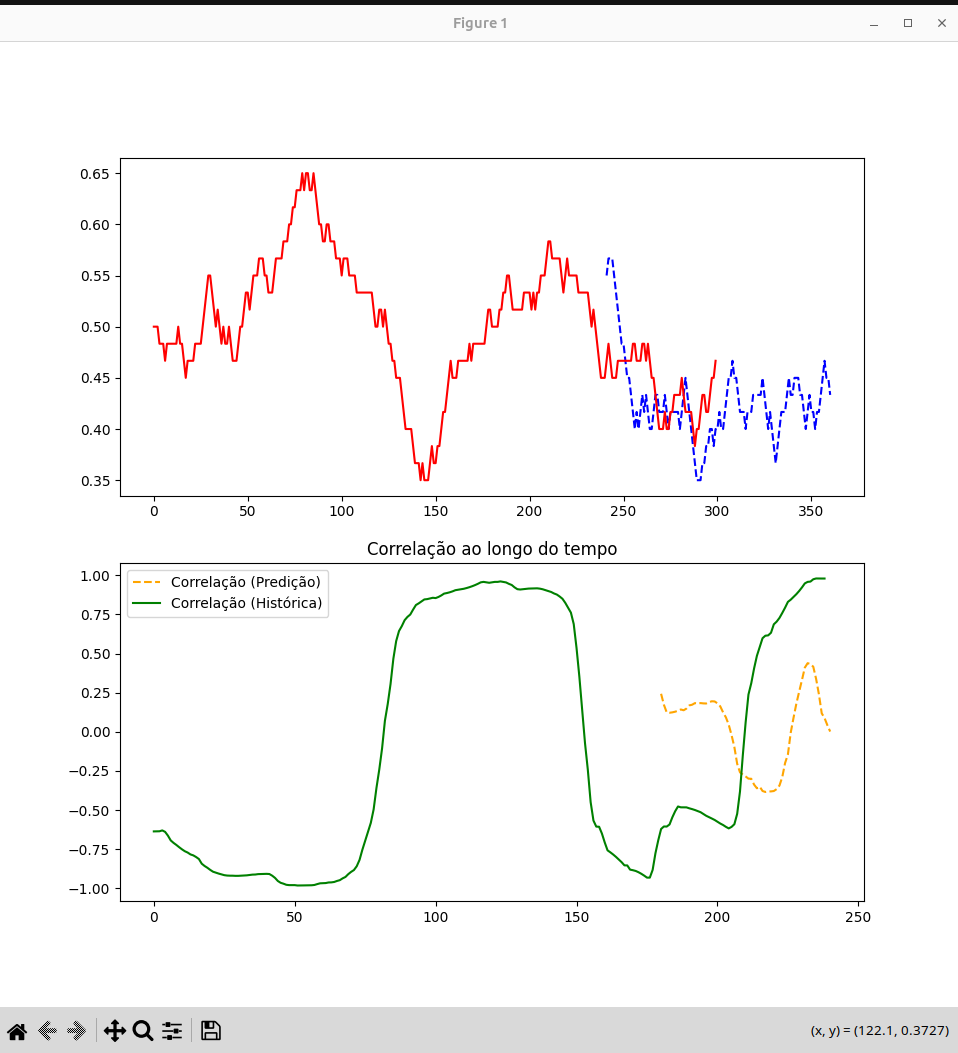 Figure 1
0.65
0.60
0.55
0.50
0.45
0.40
0.35
0 50 100 150 200 250 300 350
Correlação ao longo do tempo
1.00
0.75
0.50
0.25
0.00
−0.25
−0.50
−0.75
−1.00
Correlação (Predição)
Correlação (Histórica)
0 50 100 150 200 250
(x, y) = (122.1, 0.3727)